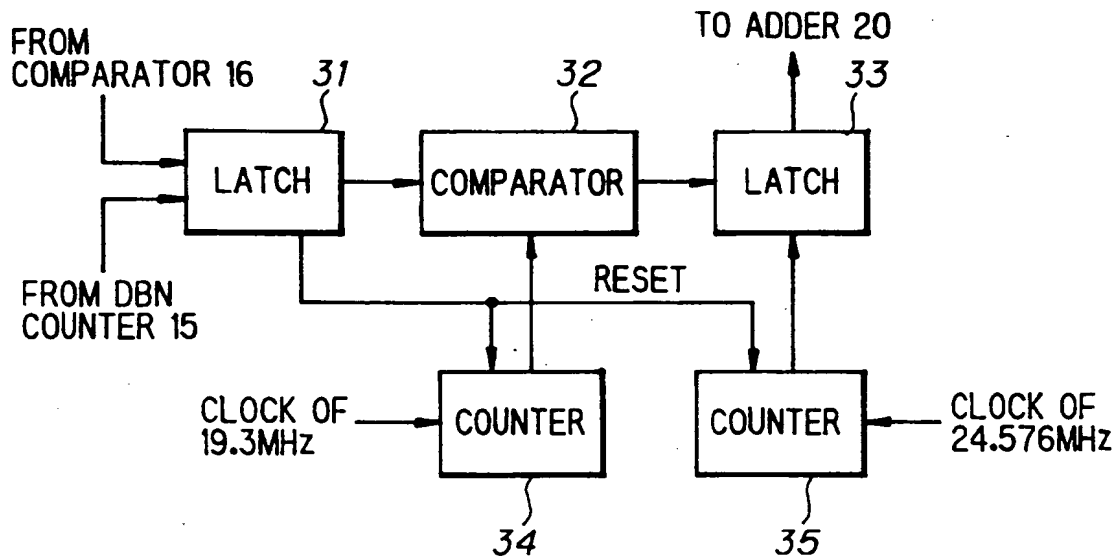 FROM
COMPARATOR 16
31
32
TO ADDER 20
33
LATCH
COMPARATOR
LATCH
FROM DBN
COUNTER 15
RESET
CLOCK OF
19.3MHz
COUNTER
COUNTER
CLOCK OF
24.576MHz
34
35